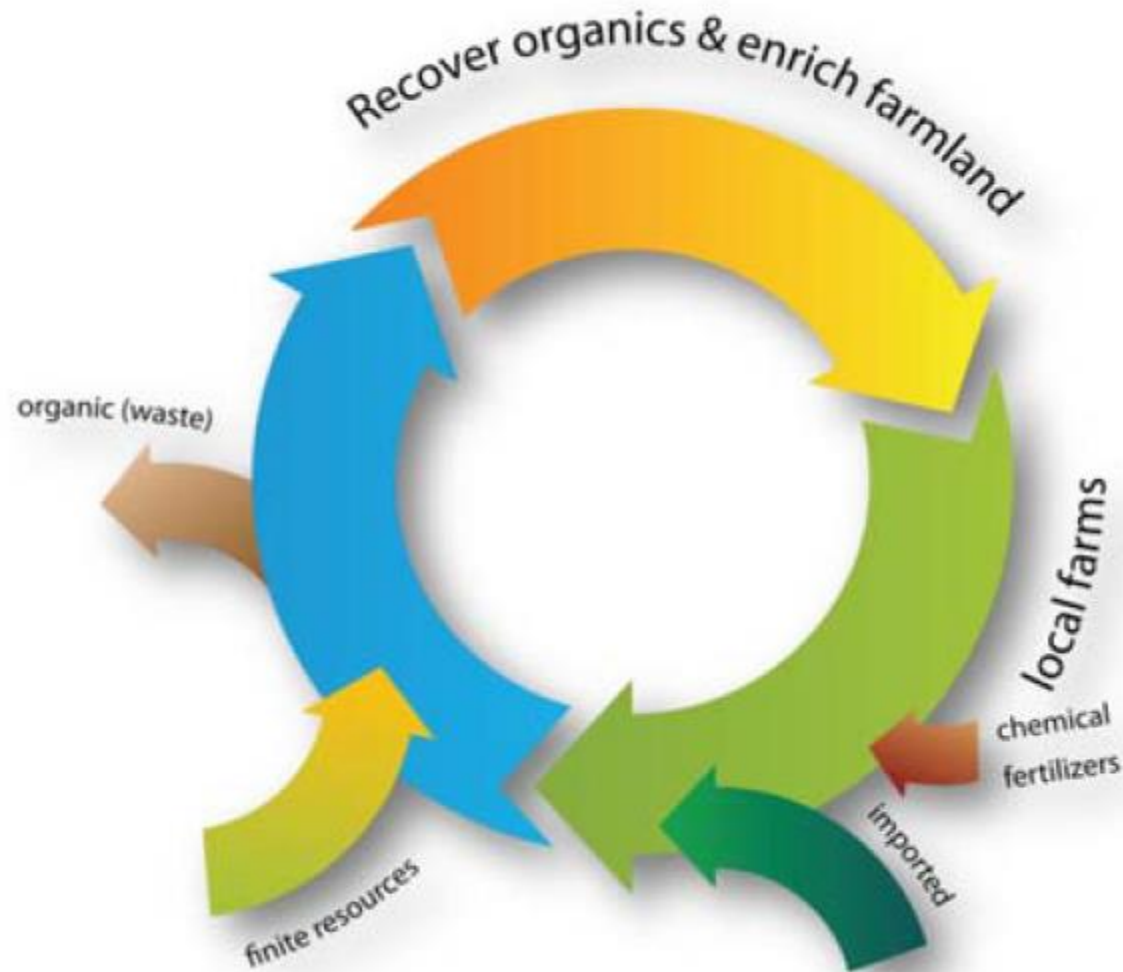 Recover organics & enrich farmland
organic (waste)
local farms
chemical
fertilizers
imported
finite resources